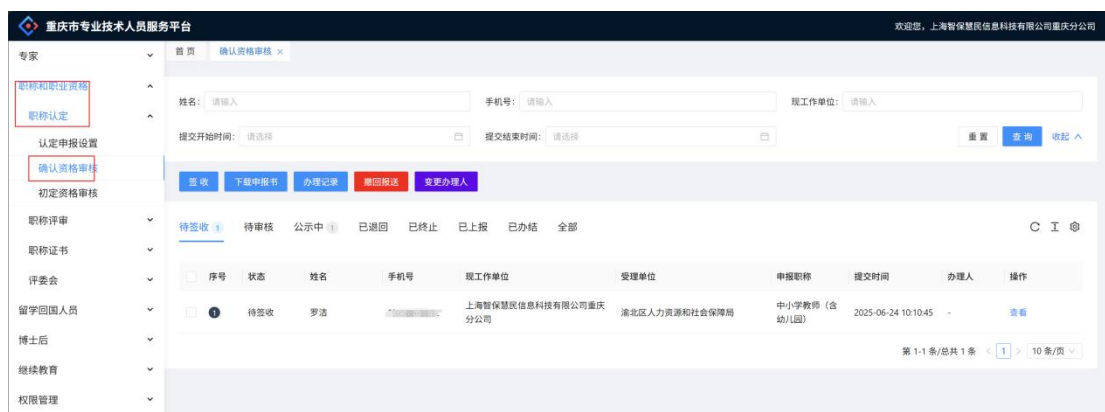 重庆市专业技术人员服务平台
欢迎您，上海智保慧民信息科技有限公司重庆分公司
专家
职称和职业资格
职称认定
认定申报设置
确认资格审核
初定资格审核
职称评审
职称证书
评委会
留学回国人员
博士后
继续教育
权限管理
首页 确认资格审核 ×
姓名： 请输入 手机号： 请输入 现工作单位： 请输入
提交开始时间： 请选择 提交结束时间： 请选择 重置 查询 收起
签收 下载申报书 办理记录 撤回报送 变更办理人
待签收 1 待审核 公示中 1 已退回 已终止 已上报 已办结 全部
序号 状态 姓名 手机号 现工作单位 受理单位 申报职称 提交时间 办理人 操作
1 待签收 罗洁 上海智保慧民信息科技有限公司重庆分公司 渝北区人力资源和社会保障局 中小学教师（含幼儿园） 2025-06-24 10:10:45 - 查看
第 1-1 条/总共 1 条 < 1 > 10 条/页